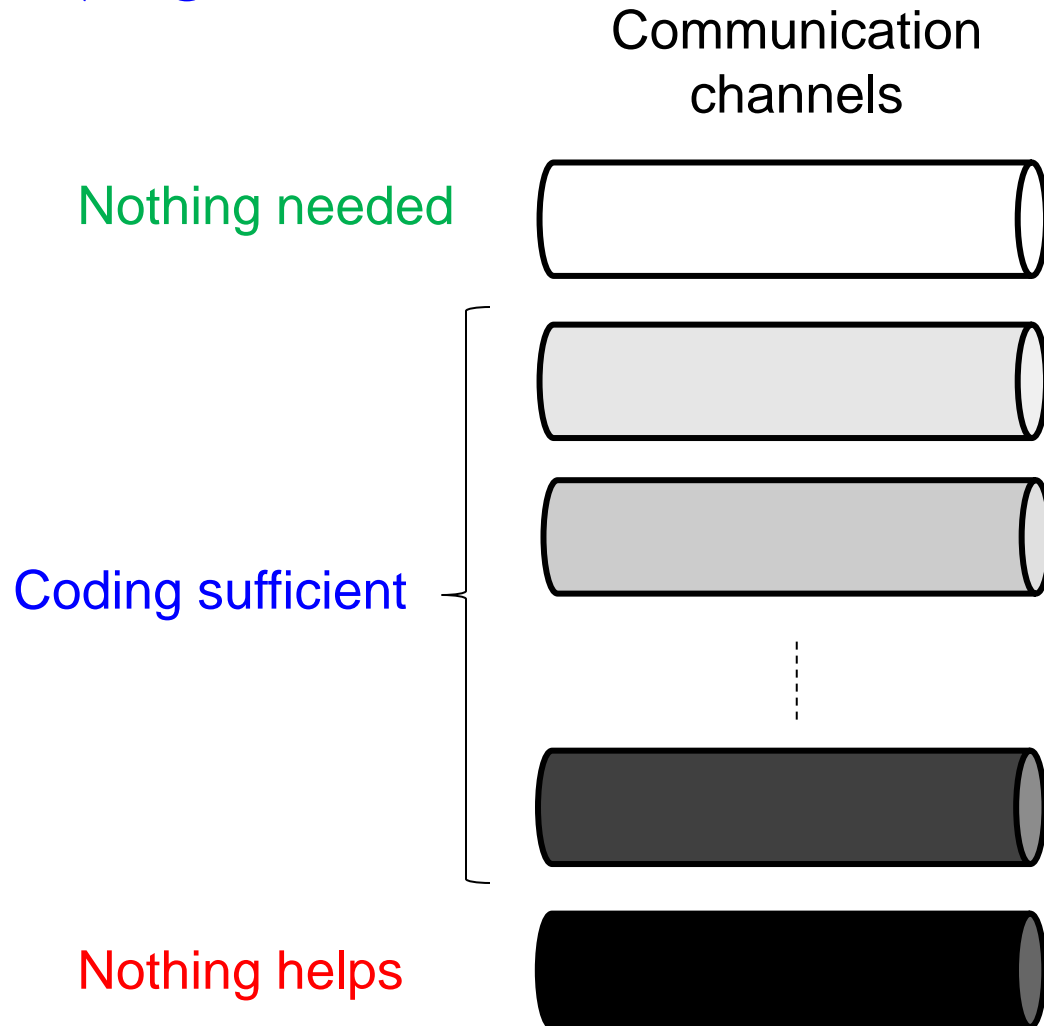 Communication
channels
Nothing needed
Coding sufficient
Nothing helps